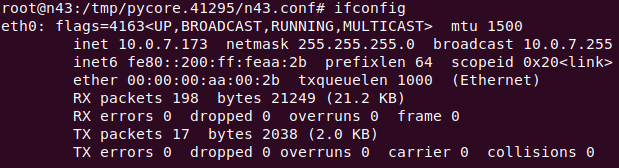 root@n43:/tmp/pycore.41295/n43.conf# ifconfig
eth0: flags=4163<UP,BROADCAST,RUNNING,MULTICAST>  mtu 1500
        inet 10.0.7.173  netmask 255.255.255.0  broadcast 10.0.7.255
        inet6 fe80::200:ff:feaa:2b  prefixlen 64  scopeid 0x20<link>
        ether 00:00:00:aa:00:2b  txqueuelen 1000  (Ethernet)
        RX packets 198  bytes 21249 (21.2 KB)
        RX errors 0  dropped 0  overruns 0  frame 0
        TX packets 17  bytes 2038 (2.0 KB)
        TX errors 0  dropped 0 overruns 0  carrier 0  collisions 0